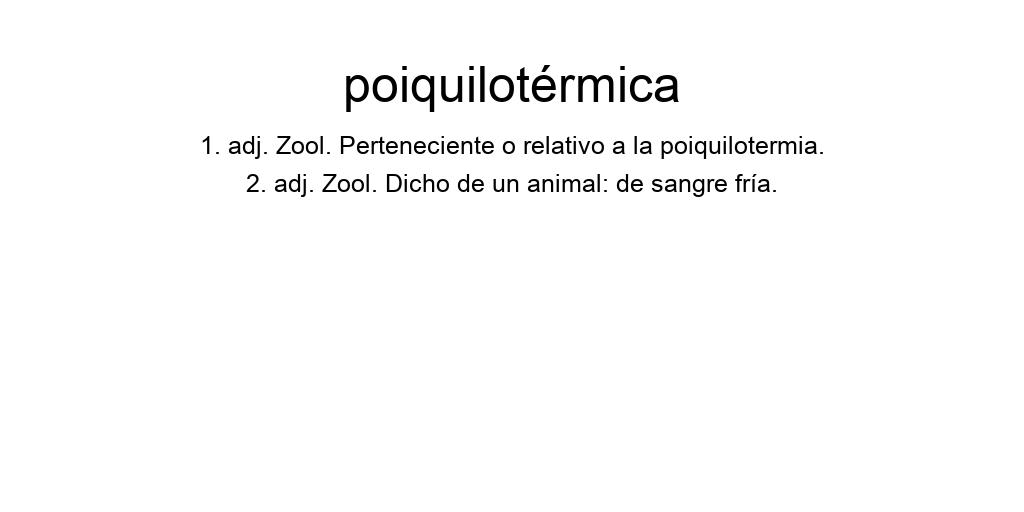 poiquilotérmica
1. adj. Zool. Perteneciente o relativo a la poiquilotermia.
2. adj. Zool. Dicho de un animal: de sangre fría.